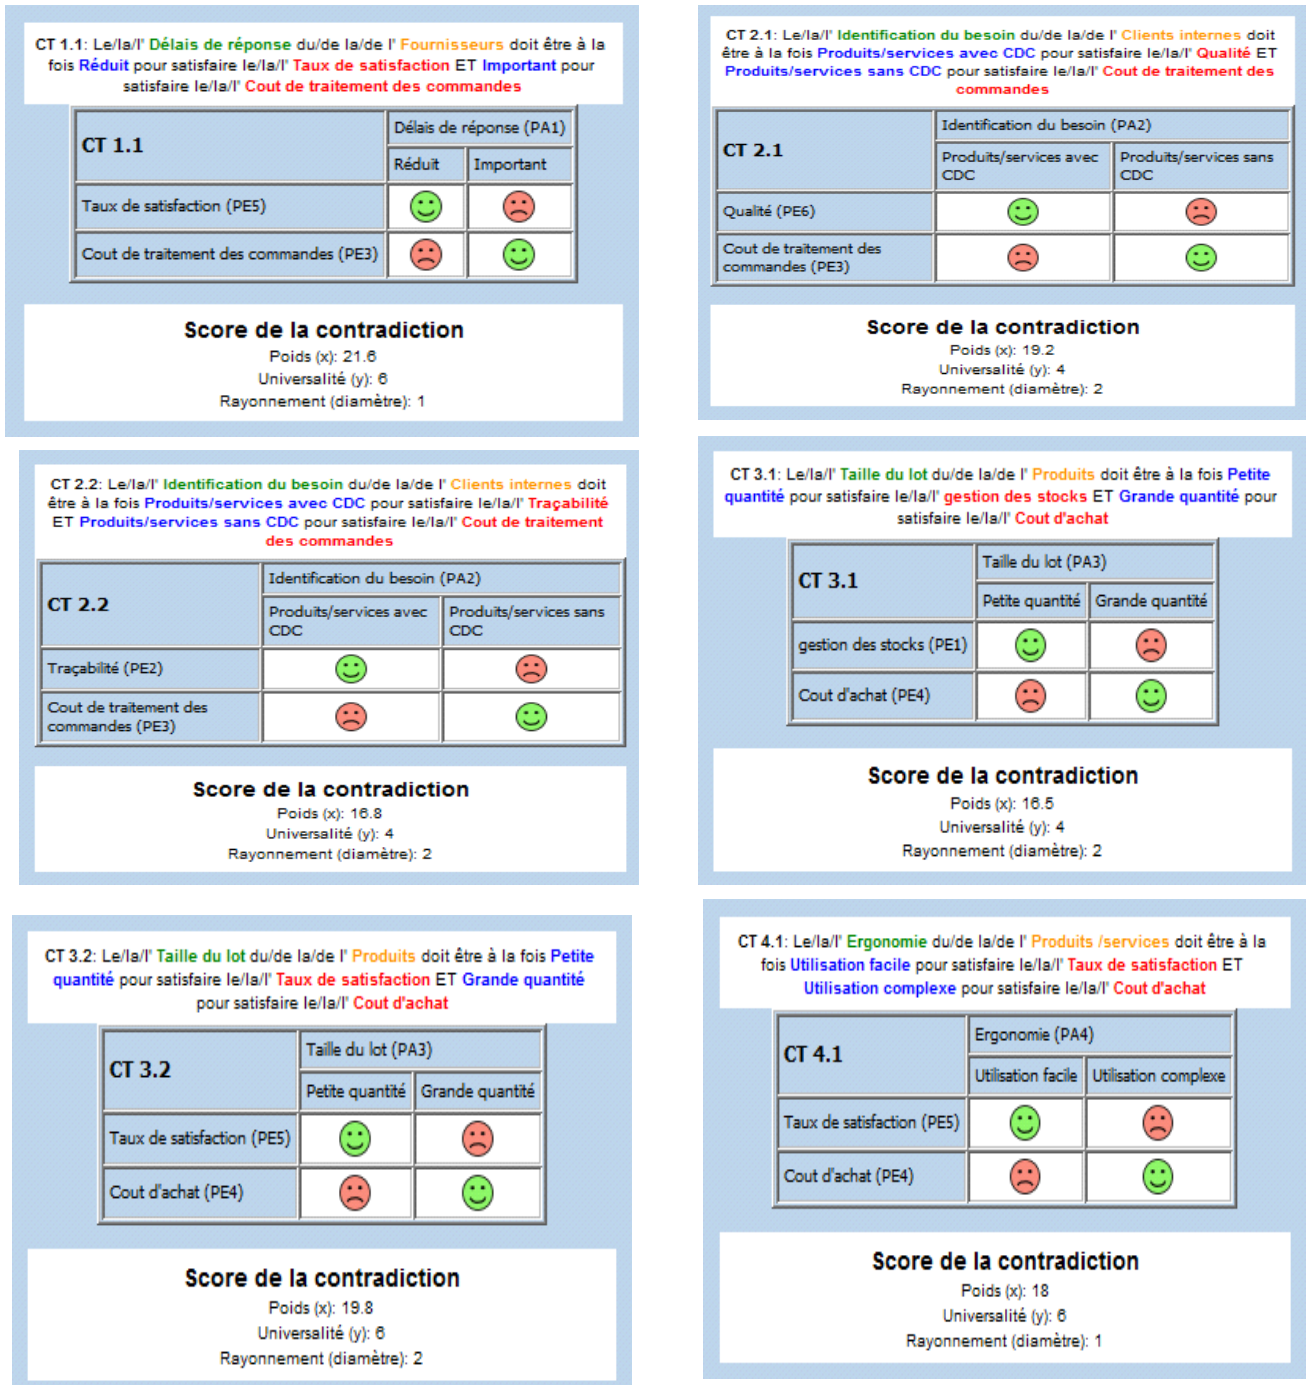 CT 1.1: Le/la/l' Délais de réponse du/de la/de l' Fournisseurs doit être à la
fois Réduit pour satisfaire le/la/l' Taux de satisfaction ET Important pour
satisfaire le/la/l' Cout de traitement des commandes
CT 1.1
Délais de réponse (PA1)
Réduit
Important
Taux de satisfaction (PE5)
Cout de traitement des commandes (PE3)
Score de la contradiction
Poids (x): 21.6
Universalité (y): 6
Rayonnement (diamètre): 1
CT 2.1: Le/la/l' Identification du besoin du/de la/de l' Clients internes doit
être à la fois Produits/services avec CDC pour satisfaire le/la/l' Qualité ET
Produits/services sans CDC pour satisfaire le/la/l' Cout de traitement des
commandes
CT 2.1
Identification du besoin (PA2)
Produits/services avec
CDC
Produits/services sans
CDC
Qualité (PE6)
Cout de traitement des
commandes (PE3)
Score de la contradiction
Poids (x): 19.2
Universalité (y): 4
Rayonnement (diamètre): 2
CT 2.2: Le/la/l' Identification du besoin du/de la/de l' Clients internes doit
être à la fois Produits/services avec CDC pour satisfaire le/la/l' Traçabilité
ET Produits/services sans CDC pour satisfaire le/la/l' Cout de traitement
des commandes
CT 2.2
Identification du besoin (PA2)
Produits/services avec
CDC
Produits/services sans
CDC
Traçabilité (PE2)
Cout de traitement des
commandes (PE3)
Score de la contradiction
Poids (x): 16.8
Universalité (y): 4
Rayonnement (diamètre): 2
CT 3.1: Le/la/l' Taille du lot du/de la/de l' Produits doit être à la fois Petite
quantité pour satisfaire le/la/l' gestion des stocks ET Grande quantité pour
satisfaire le/la/l' Cout d'achat
CT 3.1
Taille du lot (PA3)
Petite quantité
Grande quantité
gestion des stocks (PE1)
Cout d'achat (PE4)
Score de la contradiction
Poids (x): 16.5
Universalité (y): 4
Rayonnement (diamètre): 2
CT 3.2: Le/la/l' Taille du lot du/de la/de l' Produits doit être à la fois Petite
quantité pour satisfaire le/la/l' Taux de satisfaction ET Grande quantité
pour satisfaire le/la/l' Cout d'achat
CT 3.2
Taille du lot (PA3)
Petite quantité
Grande quantité
Taux de satisfaction (PE5)
Cout d'achat (PE4)
Score de la contradiction
Poids (x): 19.8
Universalité (y): 6
Rayonnement (diamètre): 2
CT 4.1: Le/la/l' Ergonomie du/de la/de l' Produits /services doit être à la
fois Utilisation facile pour satisfaire le/la/l' Taux de satisfaction ET
Utilisation complexe pour satisfaire le/la/l' Cout d'achat
CT 4.1
Ergonomie (PA4)
Utilisation facile
Utilisation complexe
Taux de satisfaction (PE5)
Cout d'achat (PE4)
Score de la contradiction
Poids (x): 18
Universalité (y): 6
Rayonnement (diamètre): 1